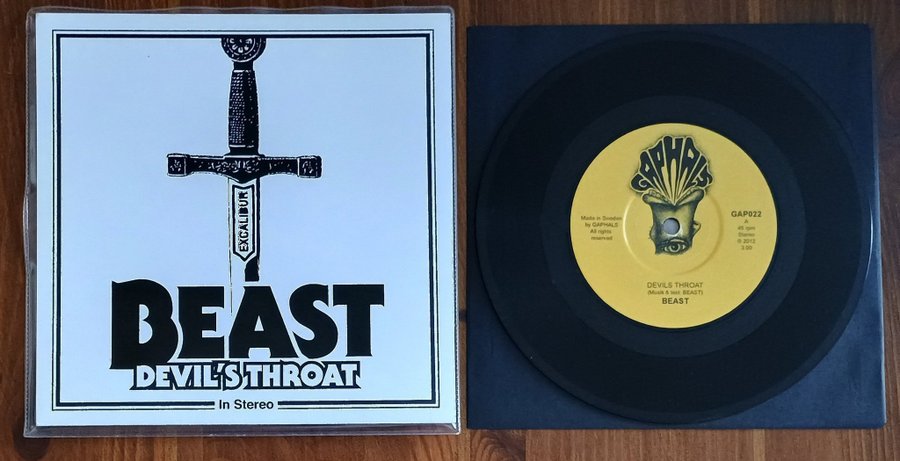 EXCALIBUR
BEAST
DEVIL'S THROAT
In Stereo
GAPHALS
Made in Sweden
by GAPHALS
All rights
reserved
GAP022
A
45 rpm
Stereo
℗ 2012
3.00
DEVILS THROAT
(Musik & text: BEAST)
BEAST